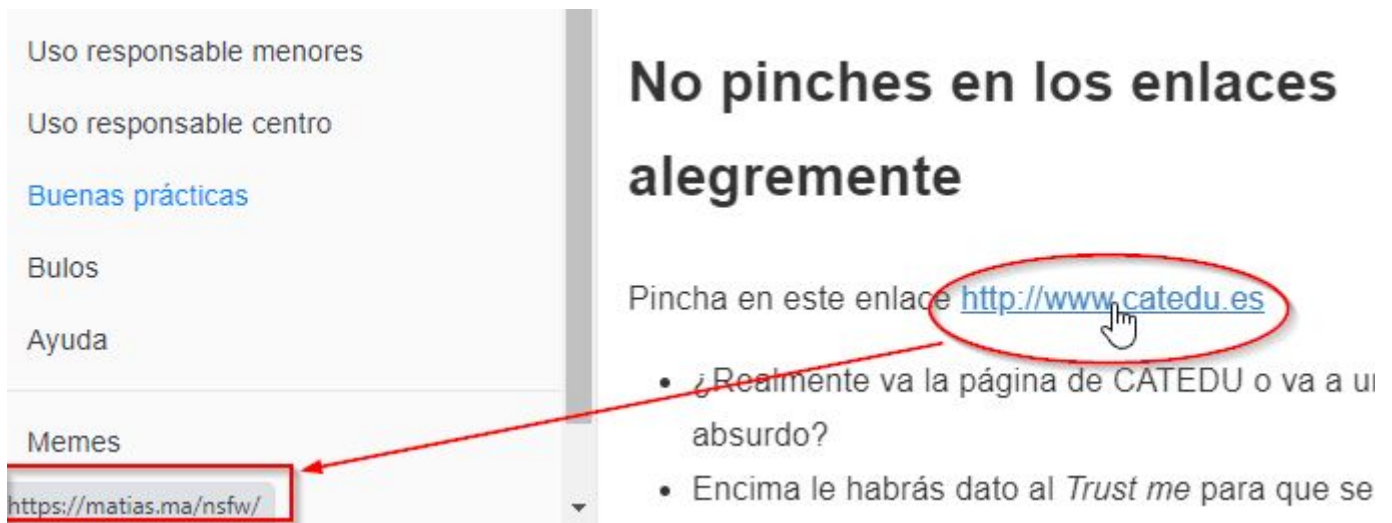 Uso responsable menores
Uso responsable centro
Buenas prácticas
Bulos
Ayuda
Memes
https://matias.ma/nsfw/
No pinches en los enlaces
alegremente
Pincha en este enlace http://www.catedu.es
• ¿Realmente va la página de CATEDU o va a
absurdo?
• Encima le habrás dato al Trust me para que se